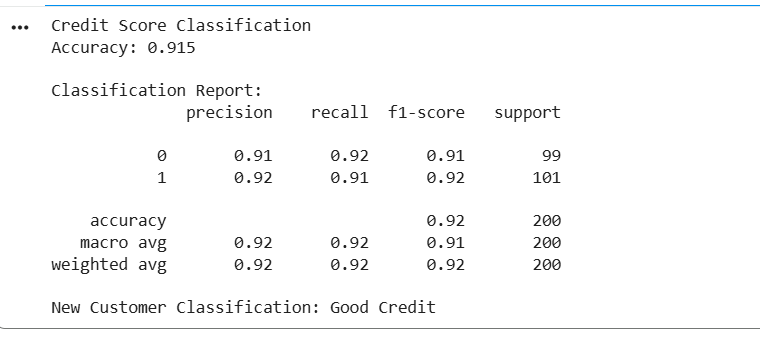 Credit Score Classification
Accuracy: 0.915
Classification Report:
precision recall f1-score support
0 0.91 0.92 0.91 99
1 0.92 0.91 0.92 101
accuracy 0.92 200
macro avg 0.92 0.92 0.91 200
weighted avg 0.92 0.92 0.92 200
New Customer Classification: Good Credit